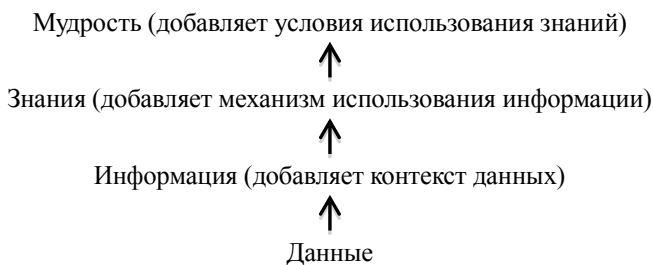 Мудрость (добавляет условия использования знаний)
Знания (добавляет механизм использования информации)
Информация (добавляет контекст данных)
Данные